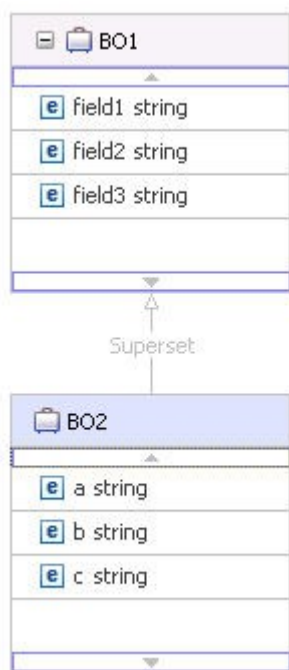 BO1
field1 string
field2 string
field3 string
Superset
BO2
a string
b string
c string